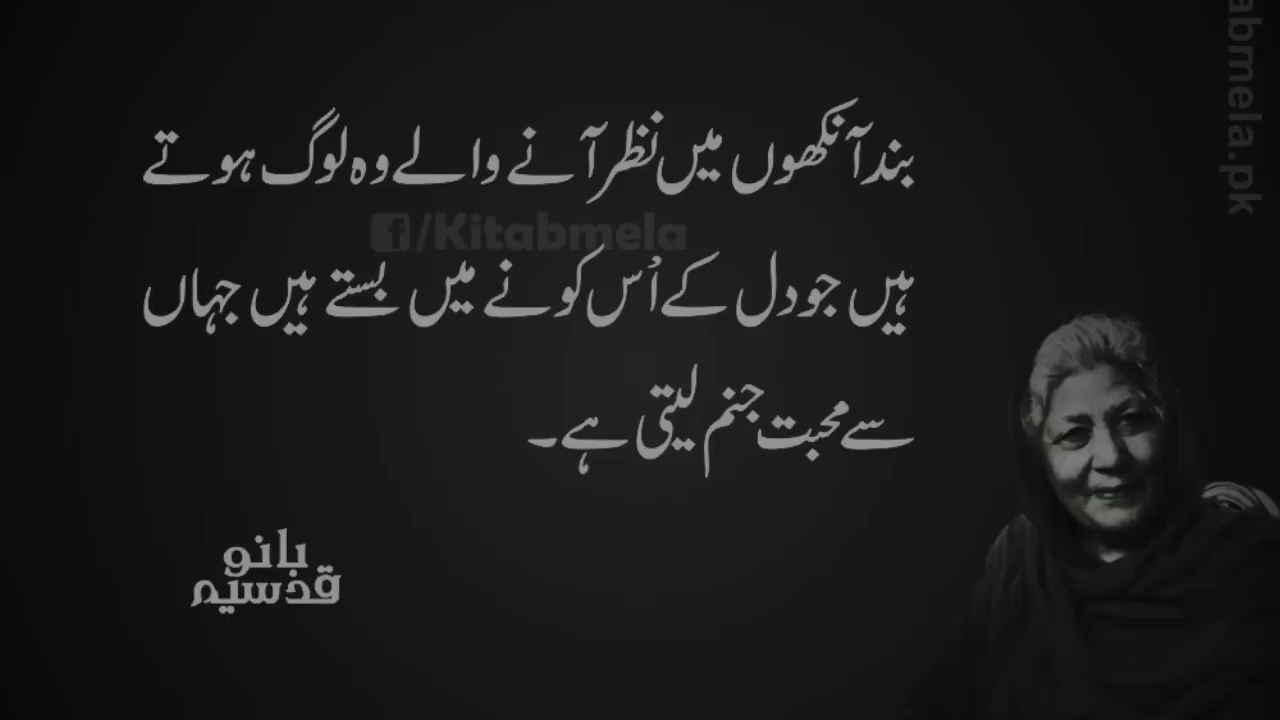 بند آنکھوں میں نظر آنے والے وہ لوگ ہوتے
ہیں جو دل کے اُس کونے میں بستے ہیں جہاں
سے محبت جنم لیتی ہے۔
بانو
قدسیہ
/Kitabmela
abmela.pk